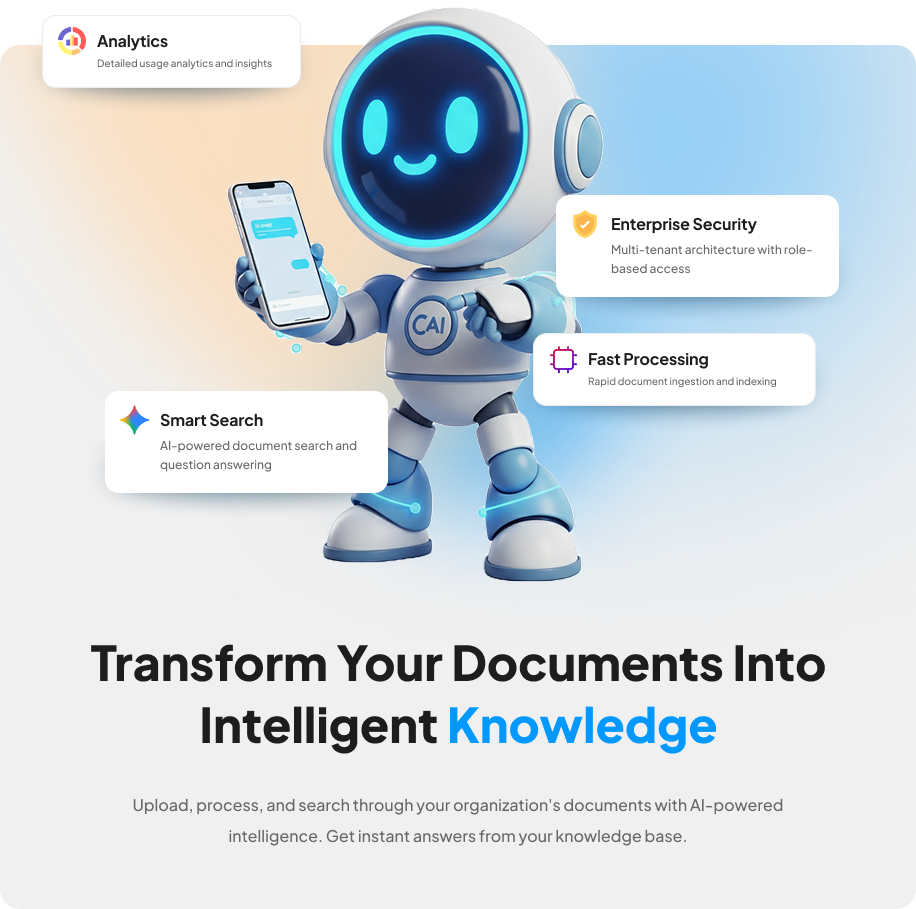 Analytics
Detailed usage analytics and insights
Enterprise Security
Multi-tenant architecture with role-
based access
CAI
Fast Processing
Rapid document ingestion and indexing
Smart Search
AI-powered document search and
question answering
Transform Your Documents Into
Intelligent Knowledge
Upload, process, and search through your organization's documents with AI-powered
intelligence. Get instant answers from your knowledge base.